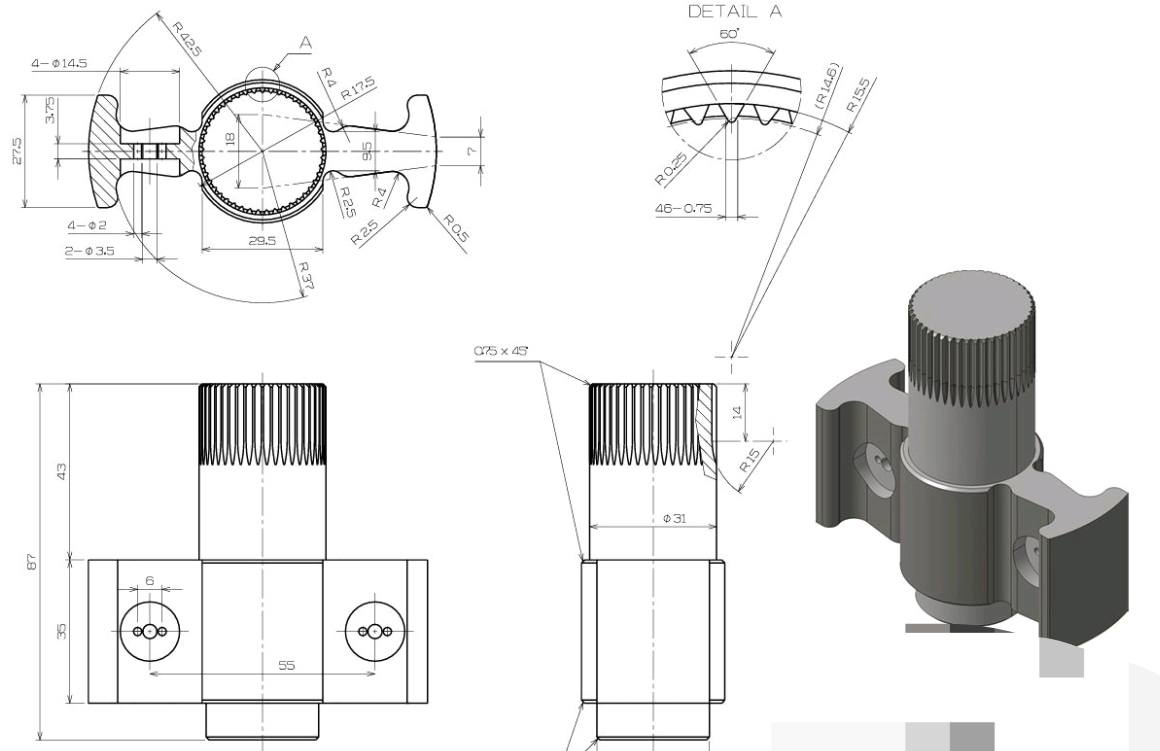 DETAIL A
60°
A
R42.5
4-ϕ14.5
R4
R17.5
(R14.6)
R15.5
3.75
27.5
18
9.5
7
R0.25
46-0.75
R2.5
R4
R2.5
R0.5
4-ϕ2
2-ϕ3.5
29.5
R37
0.75 x 45°
14
43
R15
ϕ31
87
6
35
55